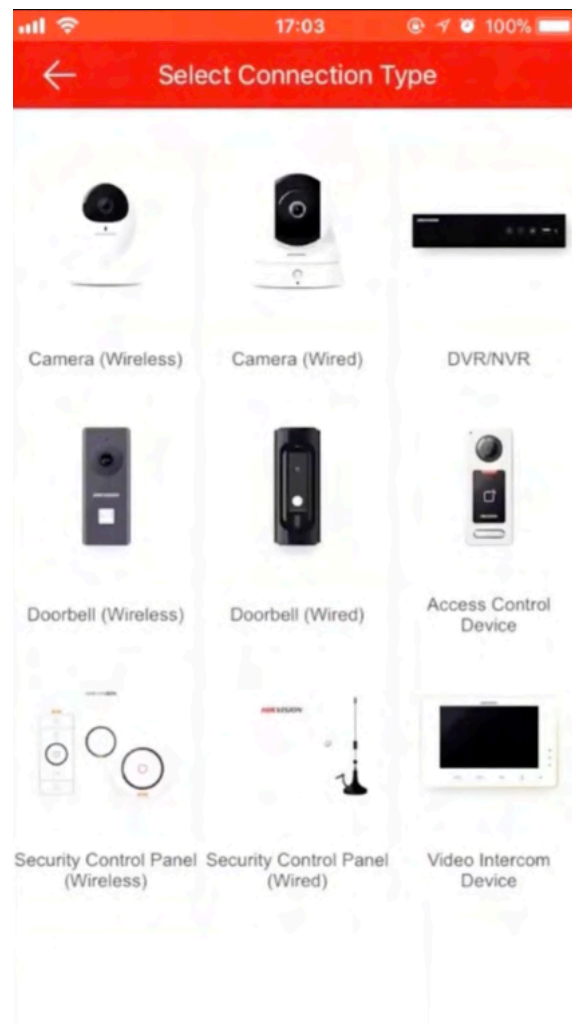 17:03
100%
Select Connection Type
Camera (Wireless)
Camera (Wired)
DVR/NVR
Doorbell (Wireless)
Doorbell (Wired)
Access Control
Device
HIKVISION
Security Control Panel
(Wireless)
Security Control Panel
(Wired)
Video Intercom
Device